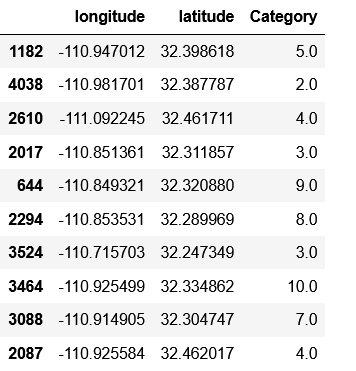 longitude latitude Category
1182 -110.947012 32.398618 5.0
4038 -110.981701 32.387787 2.0
2610 -111.092245 32.461711 4.0
2017 -110.851361 32.311857 3.0
644 -110.849321 32.320880 9.0
2294 -110.853531 32.289969 8.0
3524 -110.715703 32.247349 3.0
3464 -110.925499 32.334862 10.0
3088 -110.914905 32.304747 7.0
2087 -110.925584 32.462017 4.0